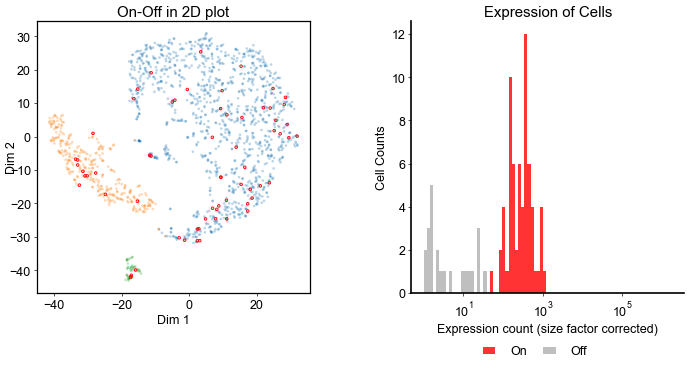 On-Off in 2D plot
30
20
10
0
−10
−20
−30
−40
Dim 2
−40
−20
0
20
Dim 1
Expression of Cells
12
10
8
6
4
2
0
Cell Counts
10^1
10^3
10^5
Expression count (size factor corrected)
On
Off